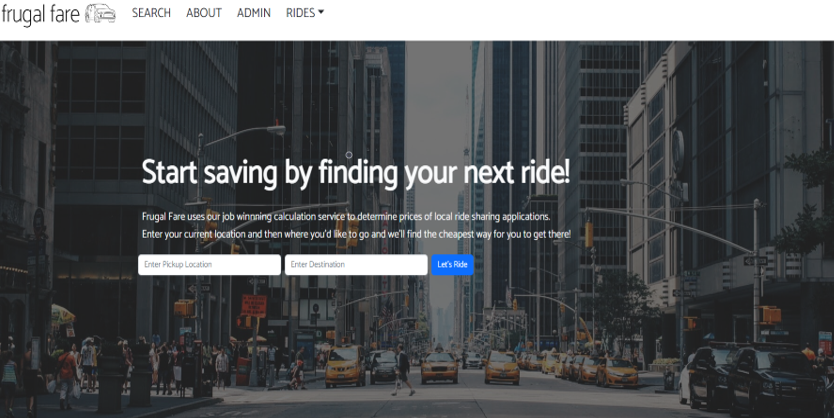 frugal fare
SEARCH ABOUT ADMIN RIDES
Start saving by finding your next ride!
Frugal Fare uses our job winnning calculation service to determine prices of local ride sharing applications.
Enter your current location and then where you'd like to go and we'll find the cheapest way for you to get there!
Enter Pickup Location Enter Destination Let's Ride